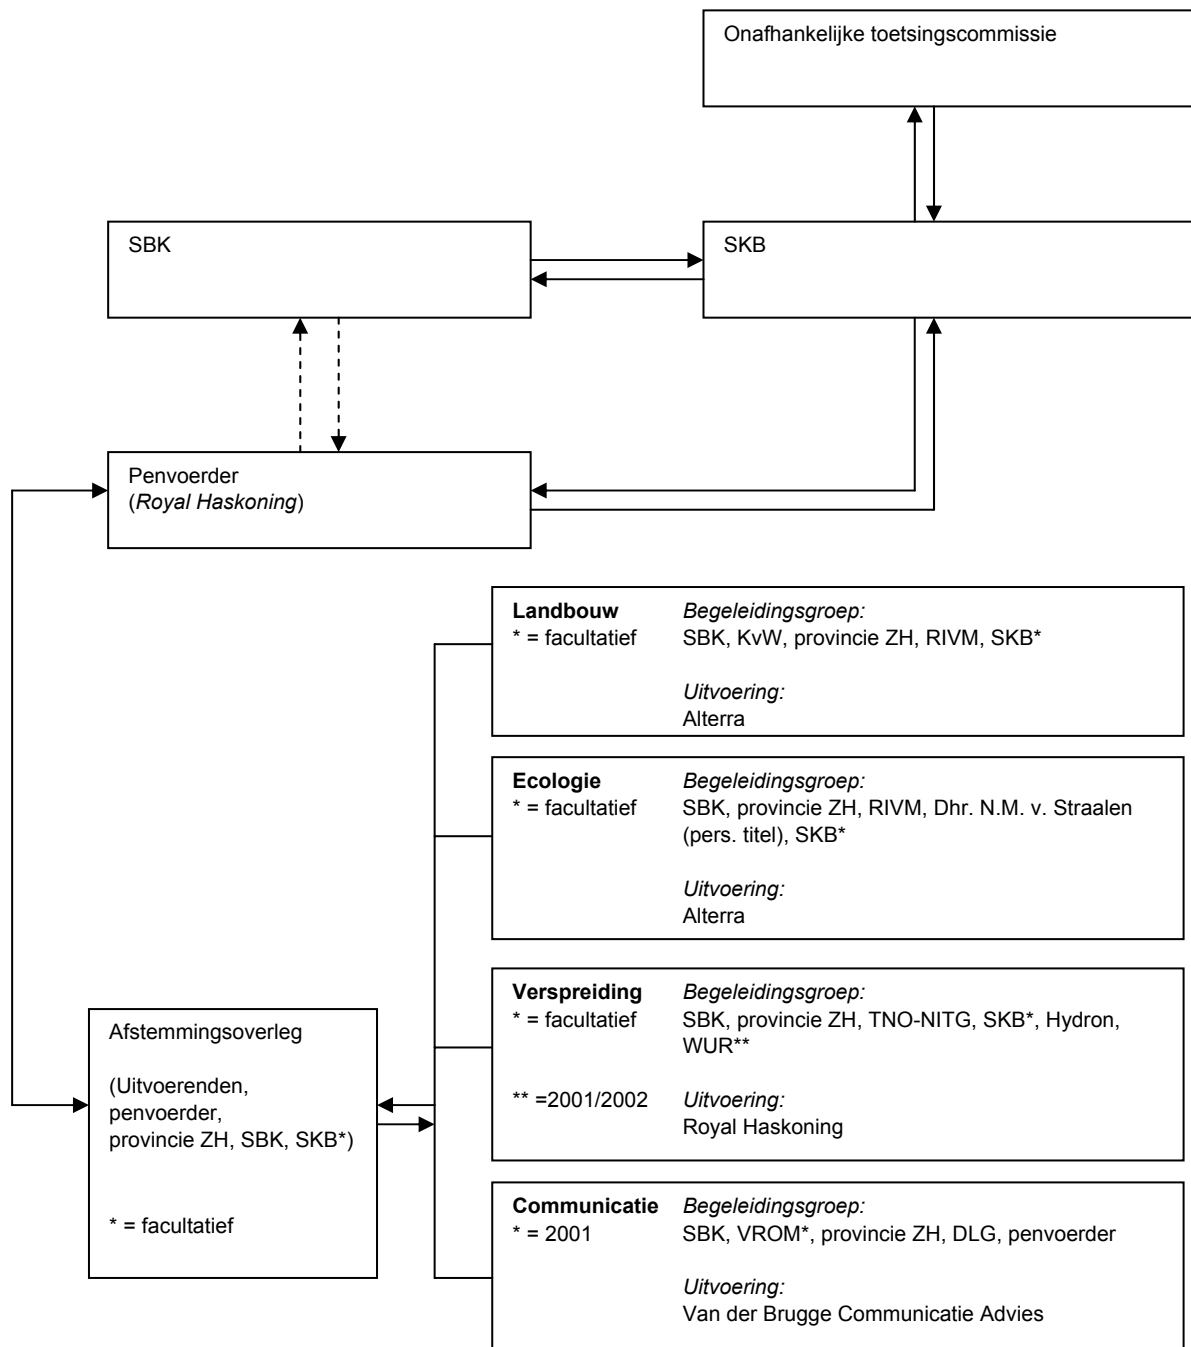 Onafhankelijke toetsingscommissie
SBK
SKB
Penvoerder
(Royal Haskoning)
Landbouw Begeleidingsgroep:
* = facultatief SBK, KvW, provincie ZH, RIVM, SKB*
Uitvoering:
Alterra
Ecologie Begeleidingsgroep:
* = facultatief SBK, provincie ZH, RIVM, Dhr. N.M. v. Straalen
(pers. titel), SKB*
Uitvoering:
Alterra
Verspreiding Begeleidingsgroep:
* = facultatief SBK, provincie ZH, TNO-NITG, SKB*, Hydron,
WUR**
** =2001/2002 Uitvoering:
Royal Haskoning
Afstemmingsoverleg
(Uitvoerenden,
penvoerder,
provincie ZH, SBK, SKB*)
* = facultatief
Communicatie Begeleidingsgroep:
* = 2001 SBK, VROM*, provincie ZH, DLG, penvoerder
Uitvoering:
Van der Brugge Communicatie Advies